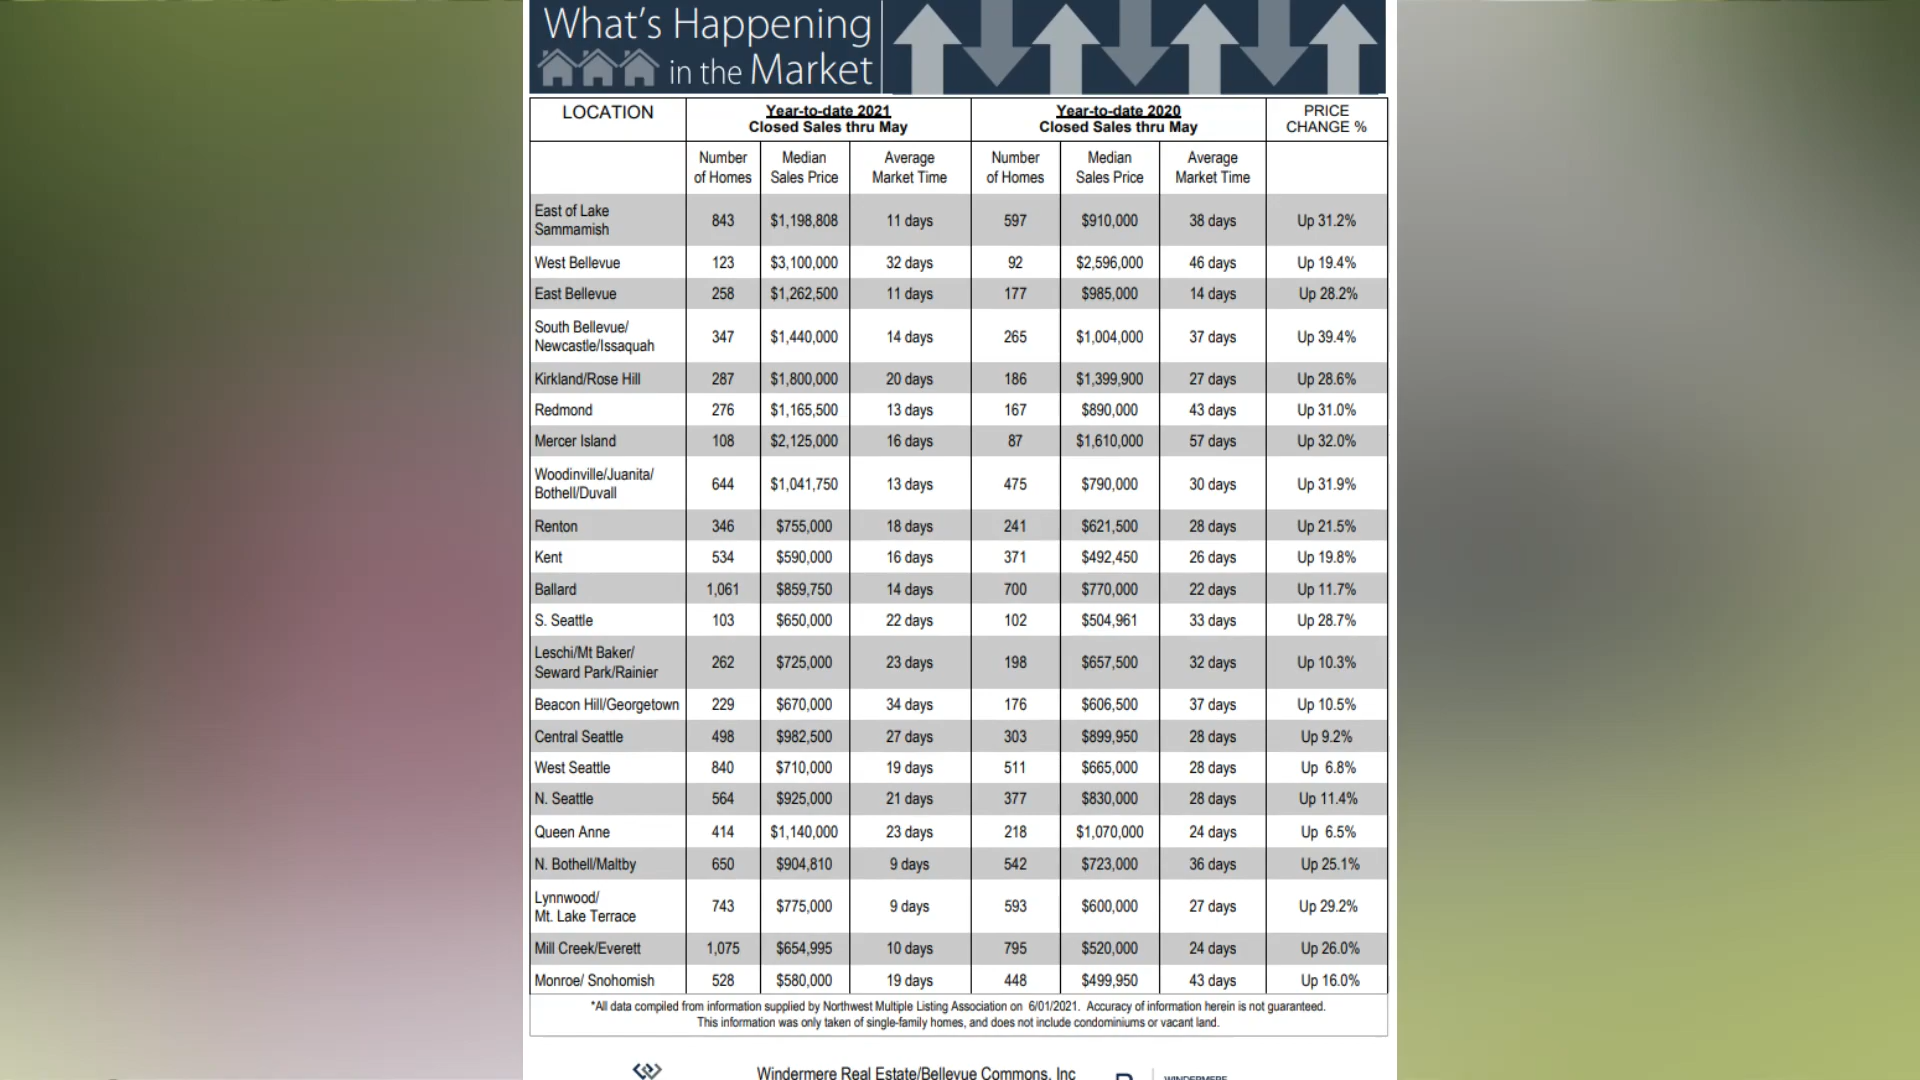 What's Happening
in the Market
LOCATION Year-to-date 2021 Year-to-date 2020 PRICE
Closed Sales thru May Closed Sales thru May CHANGE %
Number Median Average Number Median Average
of Homes Sales Price Market Time of Homes Sales Price Market Time
East of Lake
Sammamish 843 $1,198,808 11 days 597 $910,000 38 days Up 31.2%
West Bellevue 123 $3,100,000 32 days 92 $2,596,000 46 days Up 19.4%
East Bellevue 258 $1,262,500 11 days 177 $985,000 14 days Up 28.2%
South Bellevue/
Newcastle/Issaquah 347 $1,440,000 14 days 265 $1,004,000 37 days Up 39.4%
Kirkland/Rose Hill 287 $1,800,000 20 days 186 $1,399,900 27 days Up 28.6%
Redmond 276 $1,165,500 13 days 167 $890,000 43 days Up 31.0%
Mercer Island 108 $2,125,000 16 days 87 $1,610,000 57 days Up 32.0%
Woodinville/Juanita/
Bothell/Duvall 644 $1,041,750 13 days 475 $790,000 30 days Up 31.9%
Renton 346 $755,000 18 days 241 $621,500 28 days Up 21.5%
Kent 534 $590,000 16 days 371 $492,450 26 days Up 19.8%
Ballard 1,061 $859,750 14 days 700 $770,000 22 days Up 11.7%
S. Seattle 103 $650,000 22 days 102 $504,961 33 days Up 28.7%
Leschi/Mt Baker/
Seward Park/Rainier 262 $725,000 23 days 198 $657,500 32 days Up 10.3%
Beacon Hill/Georgetown 229 $670,000 34 days 176 $606,500 37 days Up 10.5%
Central Seattle 498 $982,500 27 days 303 $899,950 28 days Up 9.2%
West Seattle 840 $710,000 19 days 511 $665,000 28 days Up 6.8%
N. Seattle 564 $925,000 21 days 377 $830,000 28 days Up 11.4%
Queen Anne 414 $1,140,000 23 days 218 $1,070,000 24 days Up 6.5%
N. Bothell/Maltby 650 $904,810 9 days 542 $723,000 36 days Up 25.1%
Lynnwood/
Mt. Lake Terrace 743 $775,000 9 days 593 $600,000 27 days Up 29.2%
Mill Creek/Everett 1,075 $654,995 10 days 795 $520,000 24 days Up 26.0%
Monroe/ Snohomish 528 $580,000 19 days 448 $499,950 43 days Up 16.0%
*All data compiled from information supplied by Northwest Multiple Listing Association on 6/01/2021. Accuracy of information herein is not guaranteed.
This information was only taken of single-family homes, and does not include condominiums or vacant land.
Windermere Real Estate/Bellevue Commons, Inc
WINDERMERE